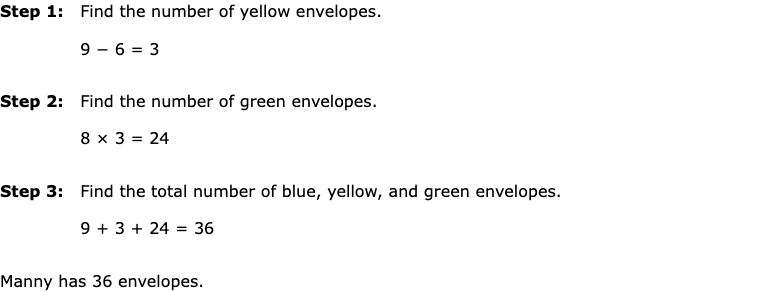 Step 1: Find the number of yellow envelopes.
9 − 6 = 3
Step 2: Find the number of green envelopes.
8 × 3 = 24
Step 3: Find the total number of blue, yellow, and green envelopes.
9 + 3 + 24 = 36
Manny has 36 envelopes.